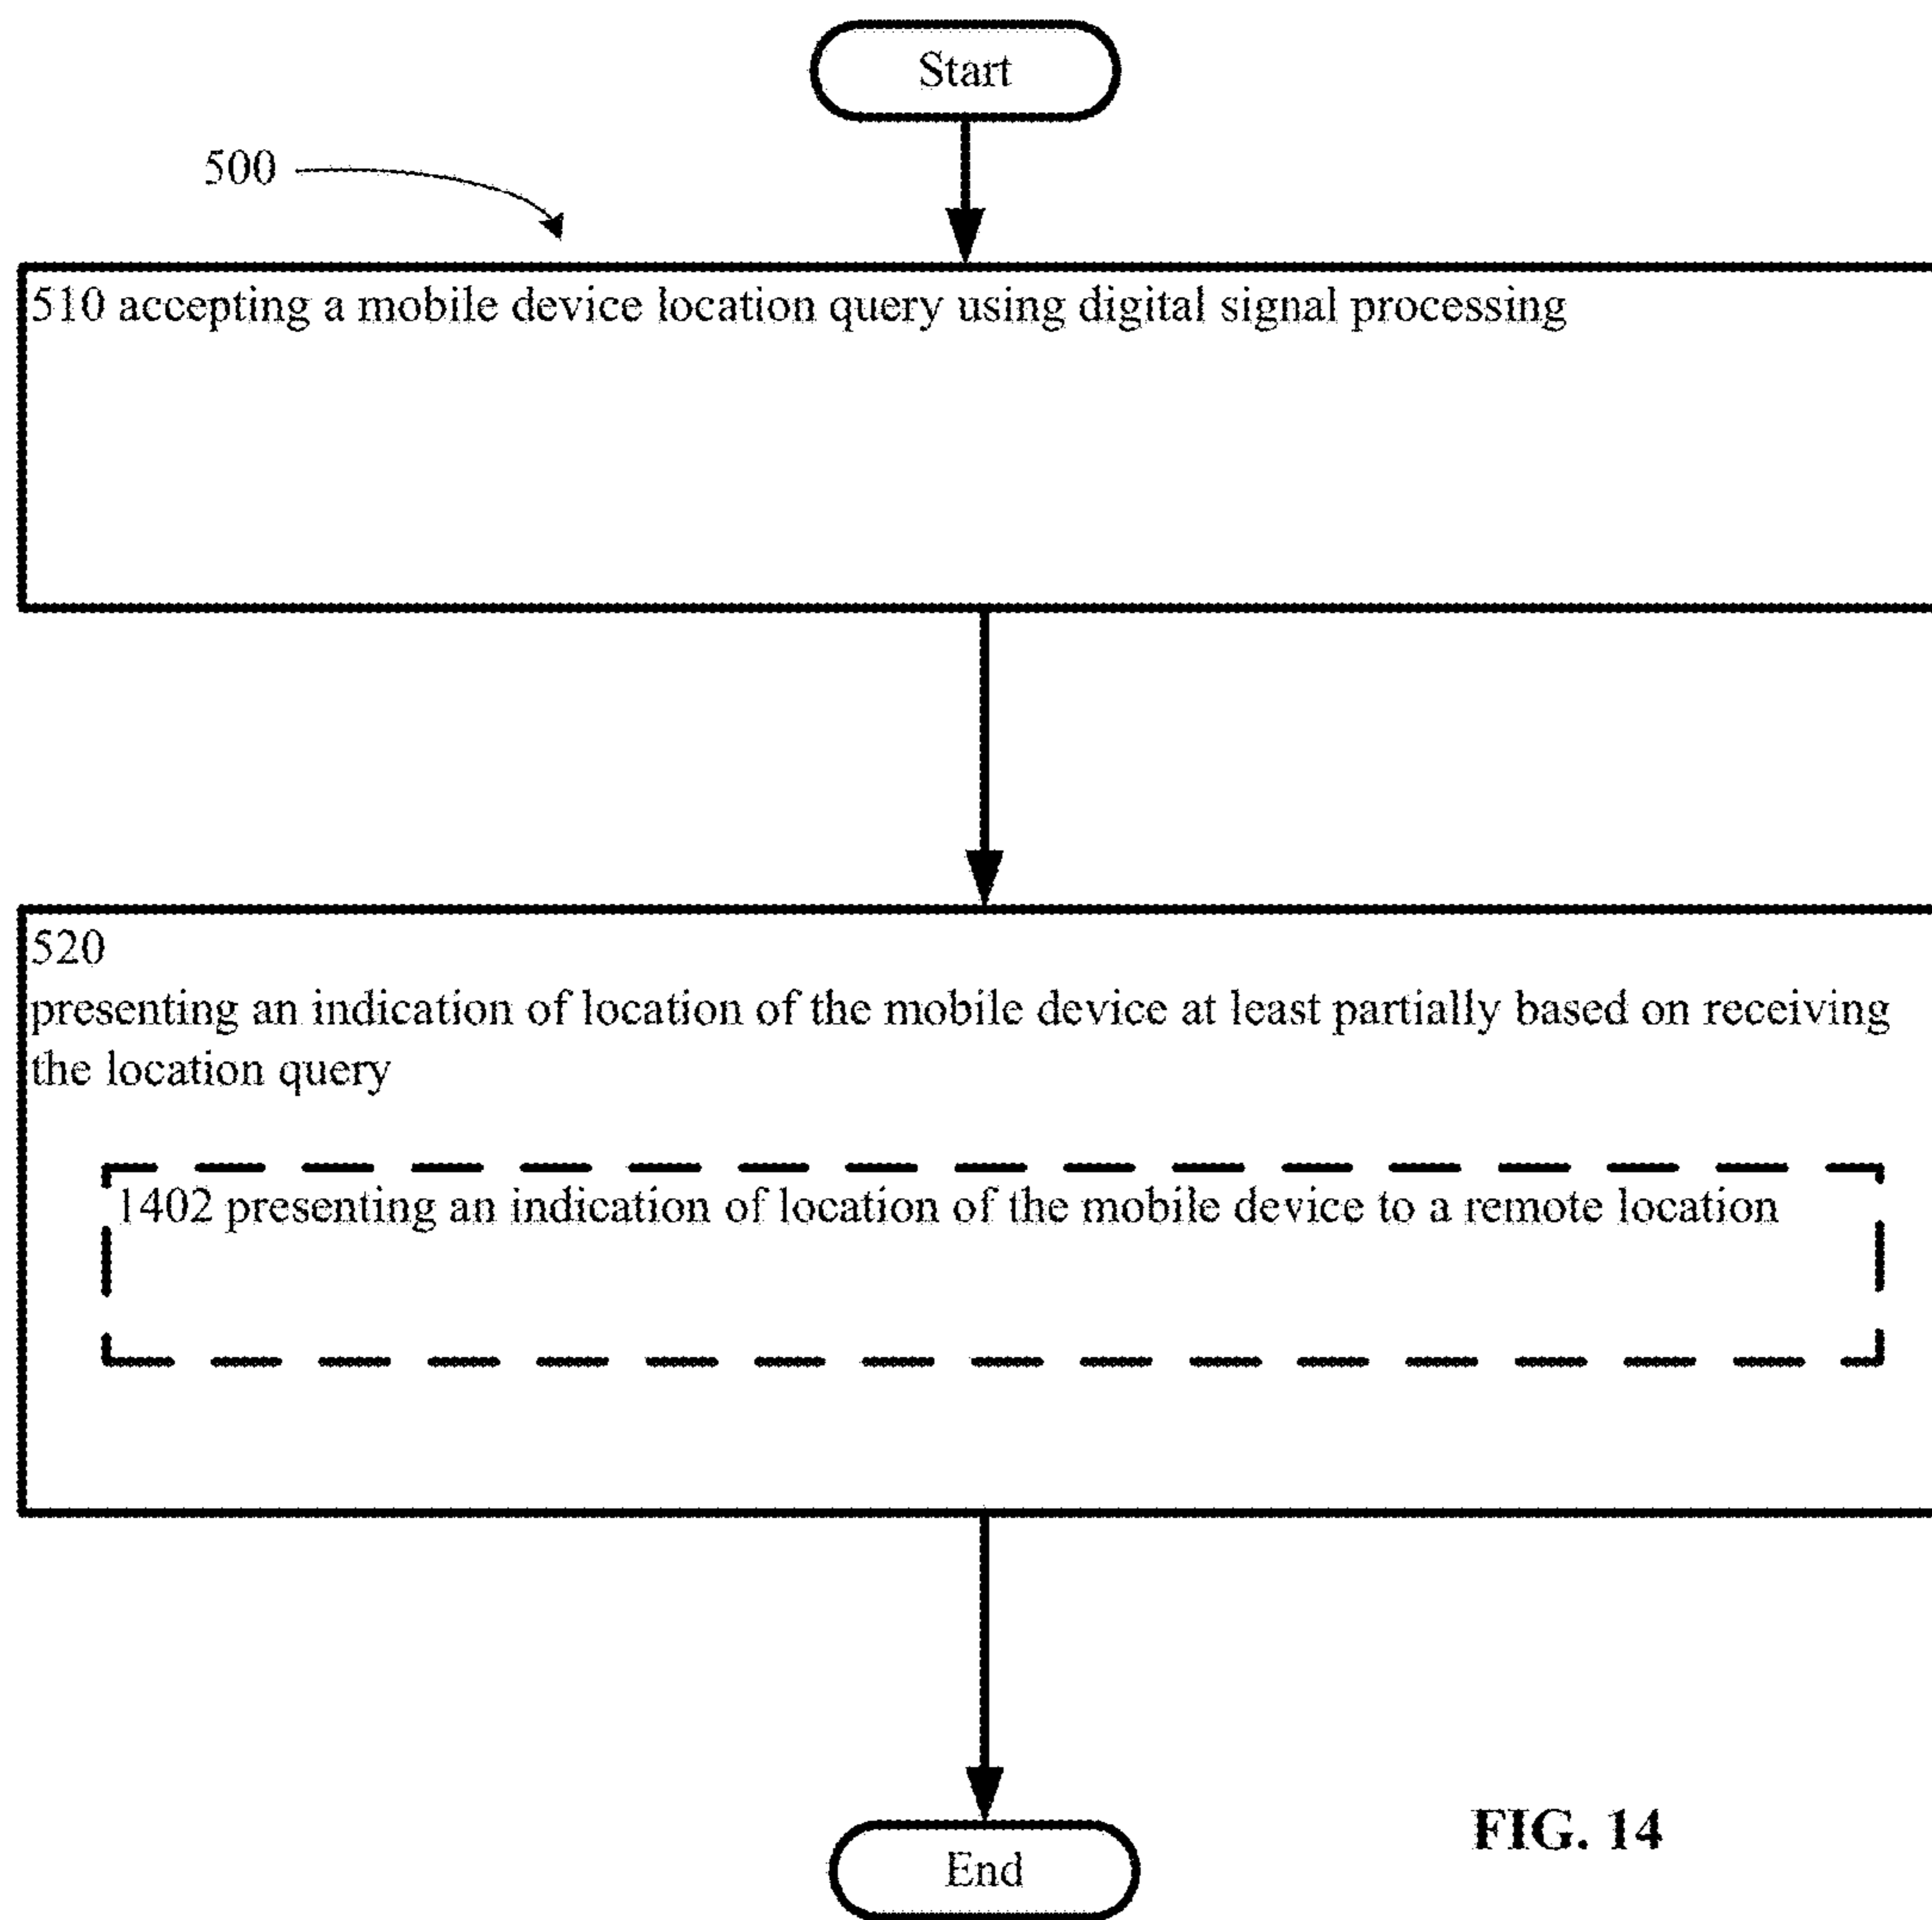 Start
500
510 accepting a mobile device location query using digital signal processing
520
presenting an indication of location of the mobile device at least partially based on receiving
the location query
1402 presenting an indication of location of the mobile device to a remote location
End
FIG. 14